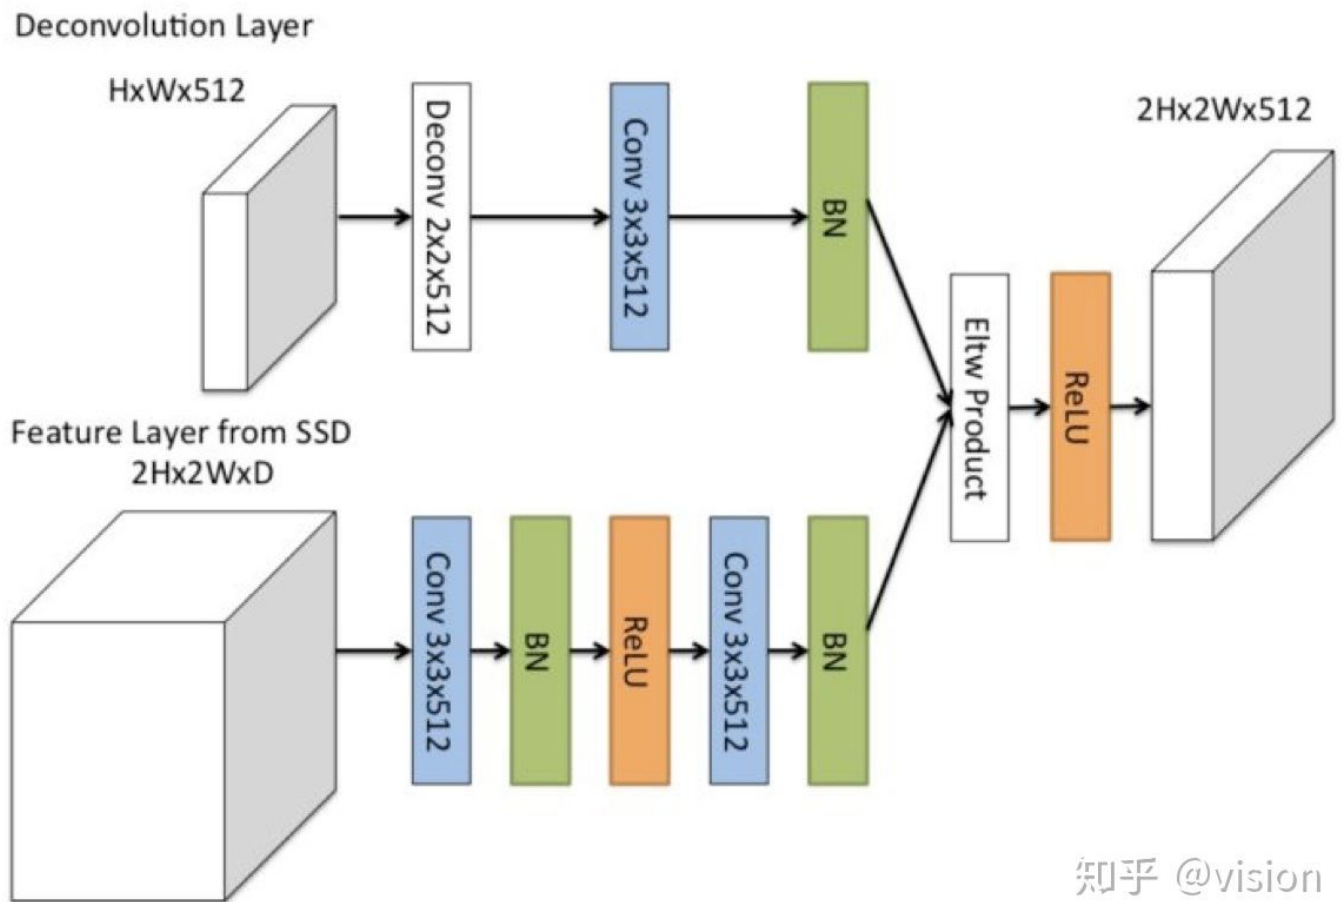 Deconvolution Layer
HxWx512
Deconv 2x2x512
Conv 3x3x512
BN
2Hx2Wx512
Eltw Product
ReLU
Feature Layer from SSD
2Hx2WxD
Conv 3x3x512
BN
ReLU
Conv 3x3x512
BN
知乎 @vision